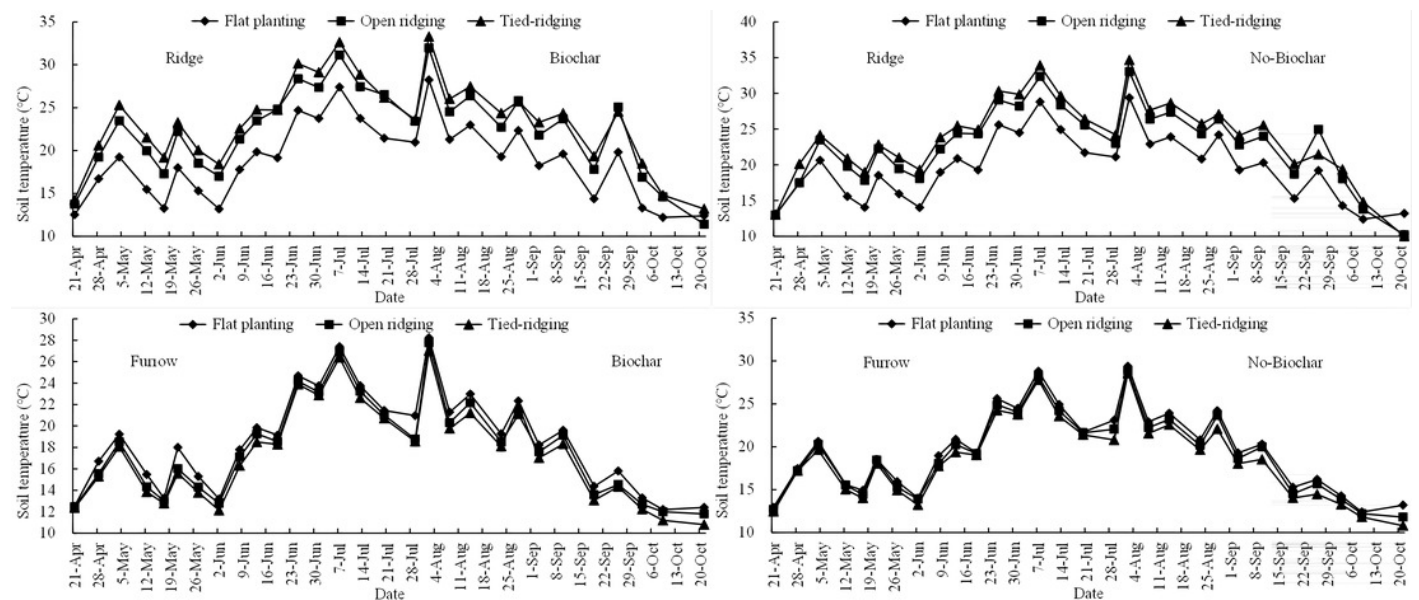 Flat planting Open ridging Tied-ridging
Ridge Biochar
Soil temperature (°C)
35
30
25
20
15
10
21-Apr 28-Apr 5-May 12-May 19-May 26-May 2-Jun 9-Jun 16-Jun 23-Jun 30-Jun 7-Jul 14-Jul 21-Jul 28-Jul 4-Aug 11-Aug 18-Aug 25-Aug 1-Sep 8-Sep 15-Sep 22-Sep 29-Sep 6-Oct 13-Oct 20-Oct
Date
Flat planting Open ridging Tied-ridging
Ridge No-Biochar
Soil temperature (°C)
40
35
30
25
20
15
10
21-Apr 28-Apr 5-May 12-May 19-May 26-May 2-Jun 9-Jun 16-Jun 23-Jun 30-Jun 7-Jul 14-Jul 21-Jul 28-Jul 4-Aug 11-Aug 18-Aug 25-Aug 1-Sep 8-Sep 15-Sep 22-Sep 29-Sep 6-Oct 13-Oct 20-Oct
Date
Flat planting Open ridging Tied-ridging
Furrow Biochar
Soil temperature (°C)
30
28
26
24
22
20
18
16
14
12
10
21-Apr 28-Apr 5-May 12-May 19-May 26-May 2-Jun 9-Jun 16-Jun 23-Jun 30-Jun 7-Jul 14-Jul 21-Jul 28-Jul 4-Aug 11-Aug 18-Aug 25-Aug 1-Sep 8-Sep 15-Sep 22-Sep 29-Sep 6-Oct 13-Oct 20-Oct
Date
Flat planting Open ridging Tied-ridging
Furrow No-Biochar
Soil temperature (°C)
35
30
25
20
15
10
21-Apr 28-Apr 5-May 12-May 19-May 26-May 2-Jun 9-Jun 16-Jun 23-Jun 30-Jun 7-Jul 14-Jul 21-Jul 28-Jul 4-Aug 11-Aug 18-Aug 25-Aug 1-Sep 8-Sep 15-Sep 22-Sep 29-Sep 6-Oct 13-Oct 20-Oct
Date